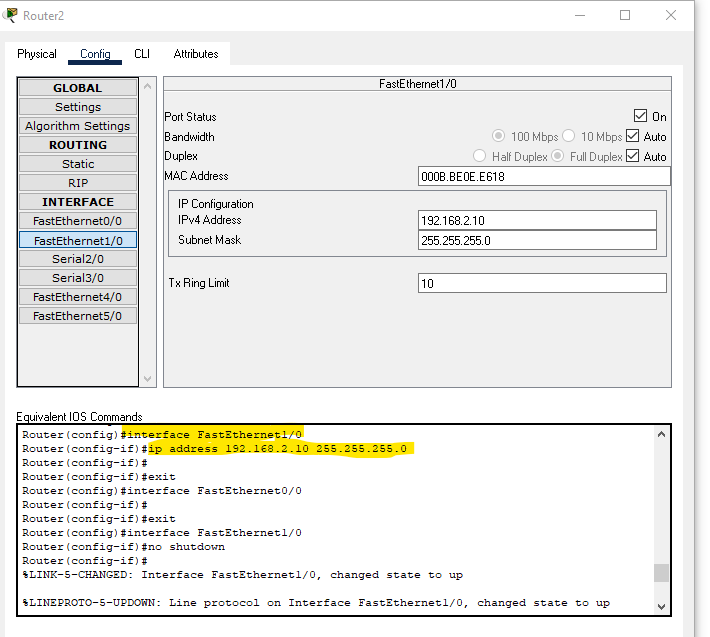 Router2
Physical Config CLI Attributes
GLOBAL
Settings
Algorithm Settings
ROUTING
Static
RIP
INTERFACE
FastEthernet0/0
FastEthernet1/0
Serial2/0
Serial3/0
FastEthernet4/0
FastEthernet5/0
FastEthernet1/0
Port Status On
Bandwidth 100 Mbps 10 Mbps Auto
Duplex Half Duplex Full Duplex Auto
MAC Address 000B.BE0E.E618
IP Configuration
IPv4 Address 192.168.2.10
Subnet Mask 255.255.255.0
Tx Ring Limit 10
Equivalent IOS Commands
Router(config)#interface FastEthernet1/0
Router(config-if)#ip address 192.168.2.10 255.255.255.0
Router(config-if)#
Router(config-if)#exit
Router(config)#interface FastEthernet0/0
Router(config-if)#
Router(config-if)#exit
Router(config)#interface FastEthernet1/0
Router(config-if)#no shutdown
Router(config-if)#
%LINK-5-CHANGED: Interface FastEthernet1/0, changed state to up
%LINEPROTO-5-UPDOWN: Line protocol on Interface FastEthernet1/0, changed state to up